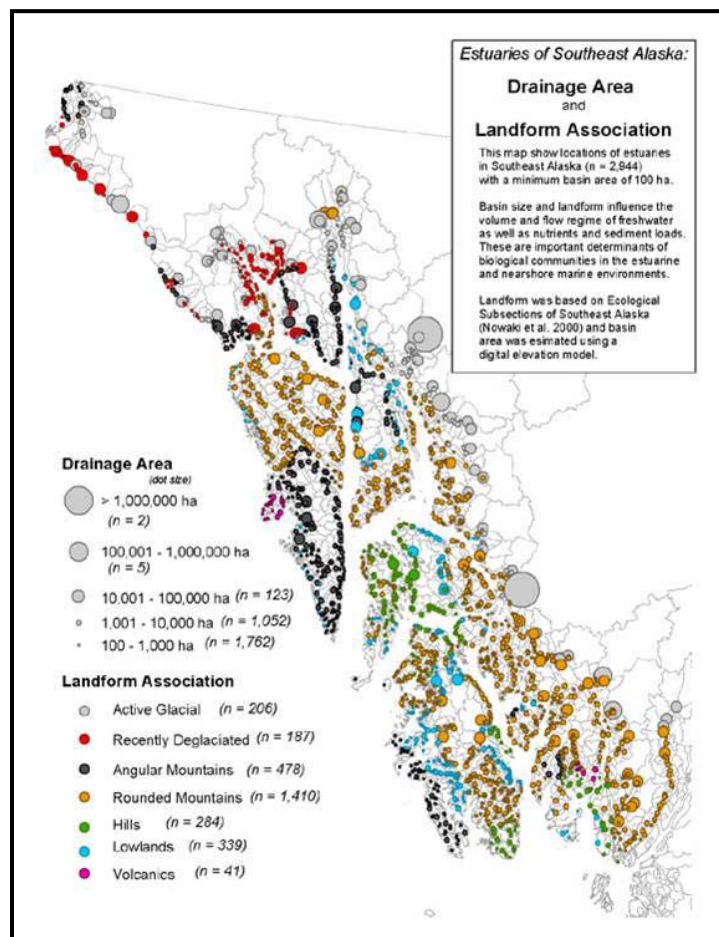 Estuaries of Southeast Alaska:
Drainage Area
and
Landform Association
This map show locations of estuaries
in Southeast Alaska (n = 2,944)
with a minimum basin area of 100 ha.
Basin size and landform influence the
volume and flow regime of freshwater
as well as nutrients and sediment loads.
These are important determinants of
biological communities in the estuarine
and nearshore marine environments.
Landform was based on Ecological
Subsections of Southeast Alaska
(Nowaki et al. 2000) and basin
area was esimated using a
digital elevation model.
Drainage Area
(dot size)
> 1,000,000 ha
(n = 2)
100,001 - 1,000,000 ha
(n = 5)
10,001 - 100,000 ha (n = 123)
1,001 - 10,000 ha (n = 1,052)
100 - 1,000 ha (n = 1,762)
Landform Association
Active Glacial (n = 206)
Recently Deglaciated (n = 187)
Angular Mountains (n = 478)
Rounded Mountains (n = 1,410)
Hills (n = 284)
Lowlands (n = 339)
Volcanics (n = 41)